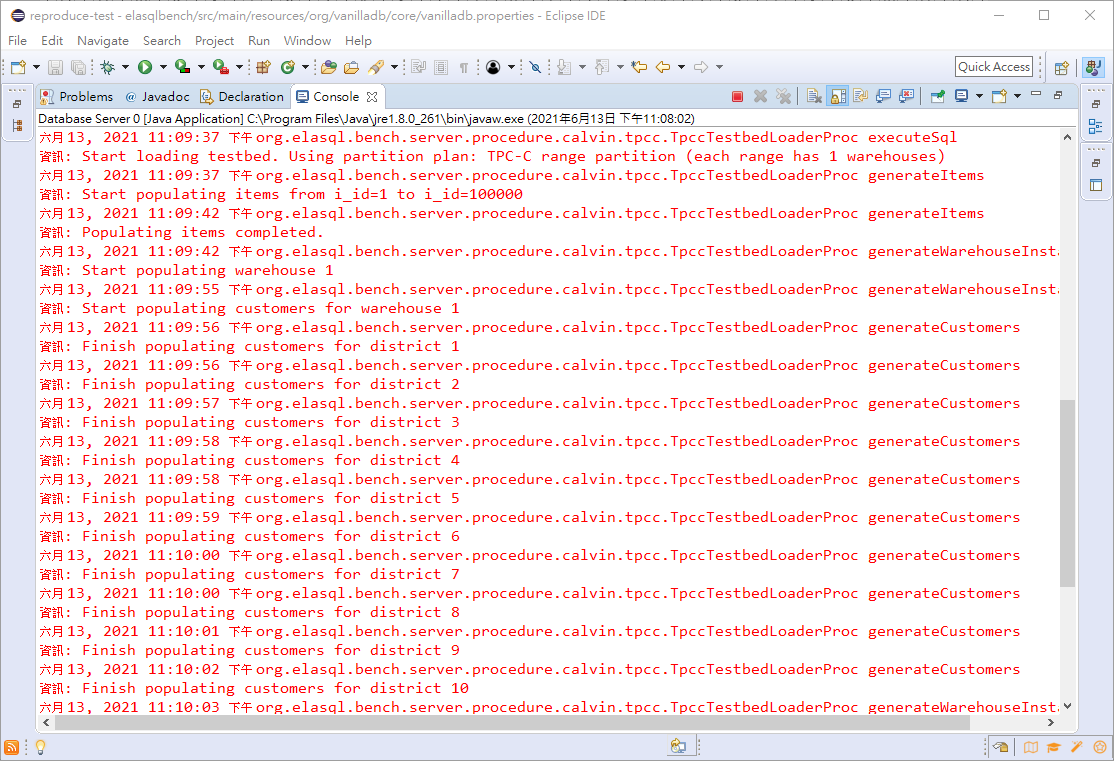 reproduce-test - elasqlbench/src/main/resources/org/vanilladb/core/vanilladb.properties - Eclipse IDE
File Edit Navigate Search Project Run Window Help
Quick Access
Problems @ Javadoc Declaration Console
Database Server 0 [Java Application] C:\Program Files\Java\jre1.8.0_261\bin\javaw.exe (2021年6月13日 下午11:08:02)
六月 13, 2021 11:09:37 下午 org.elasql.bench.server.procedure.calvin.tpcc.TpccTestbedLoaderProc executeSql
資訊: Start loading testbed. Using partition plan: TPC-C range partition (each range has 1 warehouses)
六月 13, 2021 11:09:37 下午 org.elasql.bench.server.procedure.calvin.tpcc.TpccTestbedLoaderProc generateItems
資訊: Start populating items from i_id=1 to i_id=100000
六月 13, 2021 11:09:42 下午 org.elasql.bench.server.procedure.calvin.tpcc.TpccTestbedLoaderProc generateItems
資訊: Populating items completed.
六月 13, 2021 11:09:42 下午 org.elasql.bench.server.procedure.calvin.tpcc.TpccTestbedLoaderProc generateWarehouseInsta
資訊: Start populating warehouse 1
六月 13, 2021 11:09:55 下午 org.elasql.bench.server.procedure.calvin.tpcc.TpccTestbedLoaderProc generateWarehouseInsta
資訊: Start populating customers for warehouse 1
六月 13, 2021 11:09:56 下午 org.elasql.bench.server.procedure.calvin.tpcc.TpccTestbedLoaderProc generateCustomers
資訊: Finish populating customers for district 1
六月 13, 2021 11:09:56 下午 org.elasql.bench.server.procedure.calvin.tpcc.TpccTestbedLoaderProc generateCustomers
資訊: Finish populating customers for district 2
六月 13, 2021 11:09:57 下午 org.elasql.bench.server.procedure.calvin.tpcc.TpccTestbedLoaderProc generateCustomers
資訊: Finish populating customers for district 3
六月 13, 2021 11:09:58 下午 org.elasql.bench.server.procedure.calvin.tpcc.TpccTestbedLoaderProc generateCustomers
資訊: Finish populating customers for district 4
六月 13, 2021 11:09:58 下午 org.elasql.bench.server.procedure.calvin.tpcc.TpccTestbedLoaderProc generateCustomers
資訊: Finish populating customers for district 5
六月 13, 2021 11:09:59 下午 org.elasql.bench.server.procedure.calvin.tpcc.TpccTestbedLoaderProc generateCustomers
資訊: Finish populating customers for district 6
六月 13, 2021 11:10:00 下午 org.elasql.bench.server.procedure.calvin.tpcc.TpccTestbedLoaderProc generateCustomers
資訊: Finish populating customers for district 7
六月 13, 2021 11:10:00 下午 org.elasql.bench.server.procedure.calvin.tpcc.TpccTestbedLoaderProc generateCustomers
資訊: Finish populating customers for district 8
六月 13, 2021 11:10:01 下午 org.elasql.bench.server.procedure.calvin.tpcc.TpccTestbedLoaderProc generateCustomers
資訊: Finish populating customers for district 9
六月 13, 2021 11:10:02 下午 org.elasql.bench.server.procedure.calvin.tpcc.TpccTestbedLoaderProc generateCustomers
資訊: Finish populating customers for district 10
六月 13, 2021 11:10:03 下午 org.elasql.bench.server.procedure.calvin.tpcc.TpccTestbedLoaderProc generateWarehouseInsta